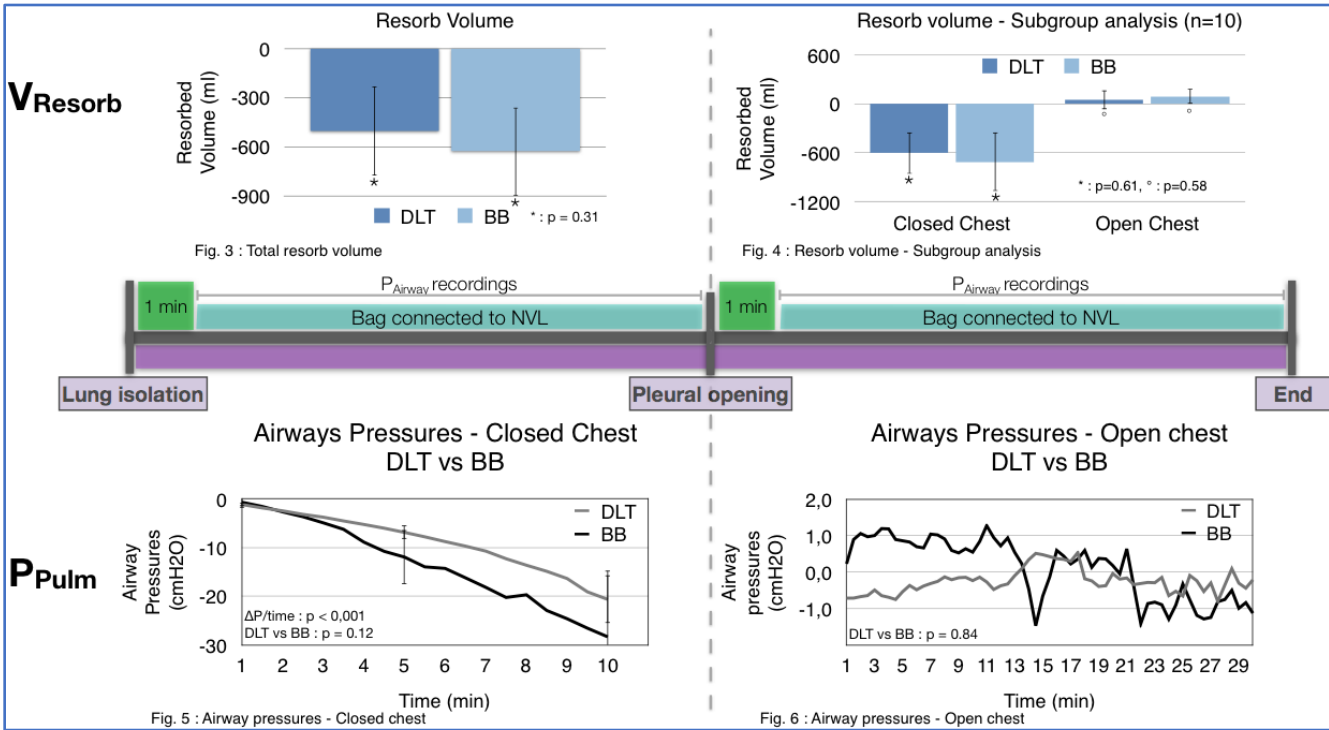 Resorb Volume
VResorb
Resorbed
Volume (ml)
0
-300
-600
-900
*
*
DLT
BB
* : p = 0.31
Fig. 3 : Total resorb volume
Resorb volume - Subgroup analysis (n=10)
Resorbed
Volume (ml)
600
0
-600
-1200
DLT
BB
*
*
°
°
* : p=0.61, ° : p=0.58
Closed Chest
Open Chest
Fig. 4 : Resorb volume - Subgroup analysis
PAirway recordings
1 min
Bag connected to NVL
PAirway recordings
1 min
Bag connected to NVL
Lung isolation
Pleural opening
End
Airways Pressures - Closed Chest
DLT vs BB
PPulm
Airway
Pressures
(cmH2O)
0
-10
-20
-30
DLT
BB
ΔP/time : p < 0,001
DLT vs BB : p = 0.12
1 2 3 4 5 6 7 8 9 10
Time (min)
Fig. 5 : Airway pressures - Closed chest
Airways Pressures - Open chest
DLT vs BB
Airway
pressures
(cmH2O)
2,0
1,0
0,0
-1,0
DLT
BB
DLT vs BB : p = 0.84
1 3 5 7 9 11 13 15 17 19 21 23 25 27 29
Time (min)
Fig. 6 : Airway pressures - Open chest